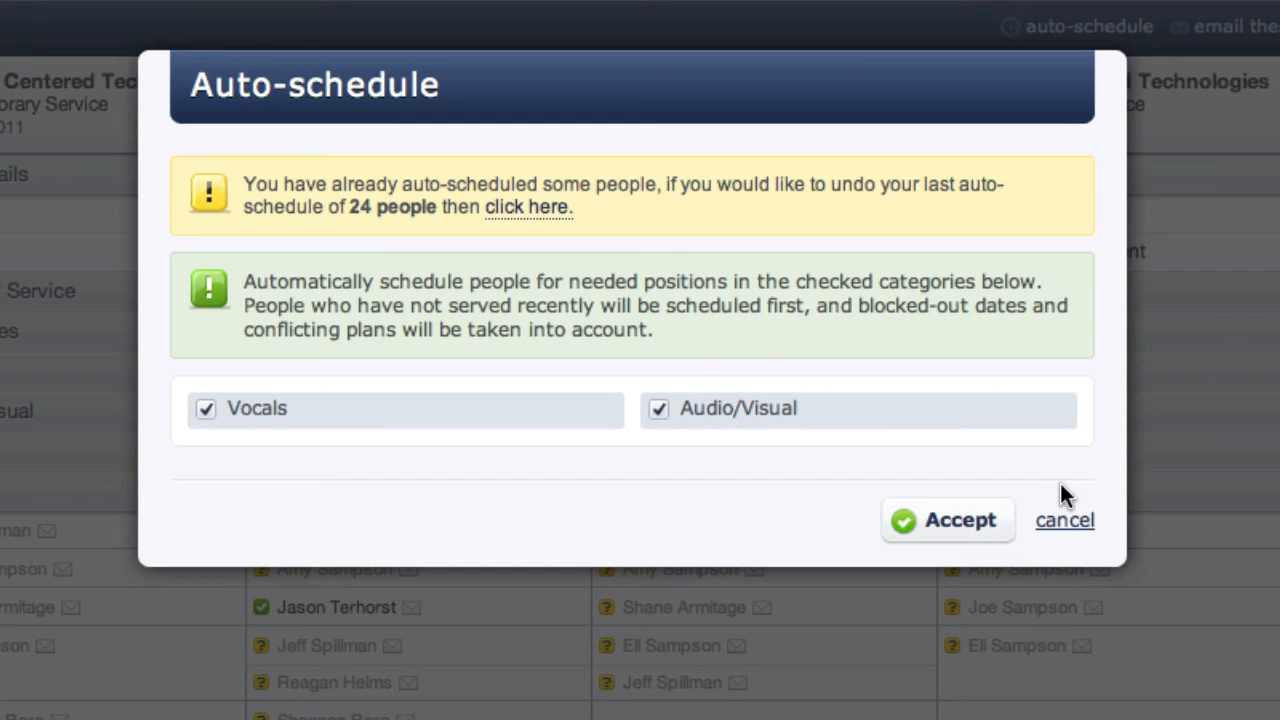 auto-schedule email the
Centered Tec
Technologies
orary Service
ce
011
Auto-schedule
ails
You have already auto-scheduled some people, if you would like to undo your last auto-
schedule of 24 people then click here.
nt
Automatically schedule people for needed positions in the checked categories below.
Service
People who have not served recently will be scheduled first, and blocked-out dates and
es
conflicting plans will be taken into account.
sual
Vocals Audio/Visual
Accept cancel
man
npson Amy Sampson Amy Sampson Amy Sampson
rmitage Jason Terhorst Shane Armitage Joe Sampson
son Jeff Spillman Eli Sampson Eli Sampson
Reagan Helms Jeff Spillman